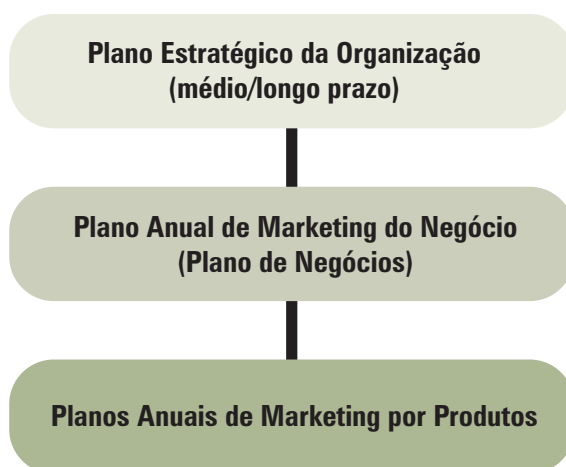 Plano Estratégico da Organização
(médio/longo prazo)
Plano Anual de Marketing do Negócio
(Plano de Negócios)
Planos Anuais de Marketing por Produtos